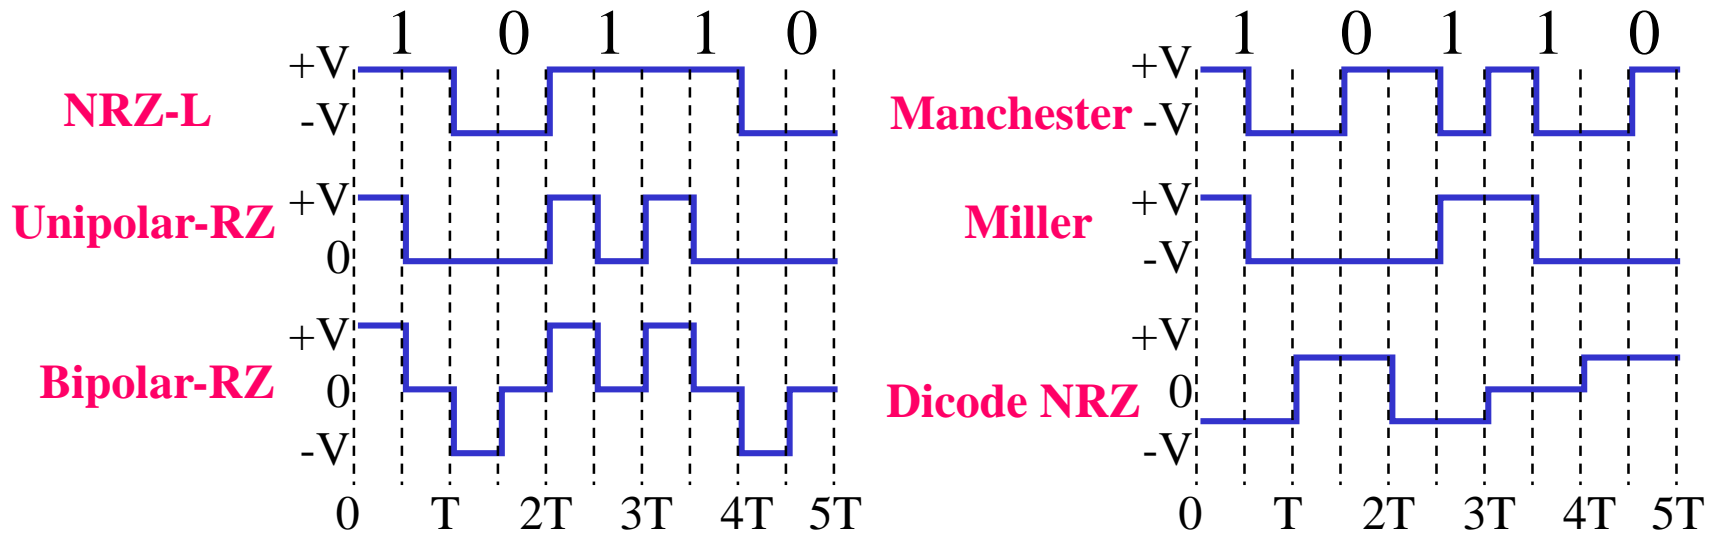 1 0 1 1 0
NRZ-L
+V
-V
Unipolar-RZ
+V
0
Bipolar-RZ
+V
0
-V
0 T 2T 3T 4T 5T
1 0 1 1 0
Manchester
+V
-V
Miller
+V
-V
Dicode NRZ
+V
0
-V
0 T 2T 3T 4T 5T